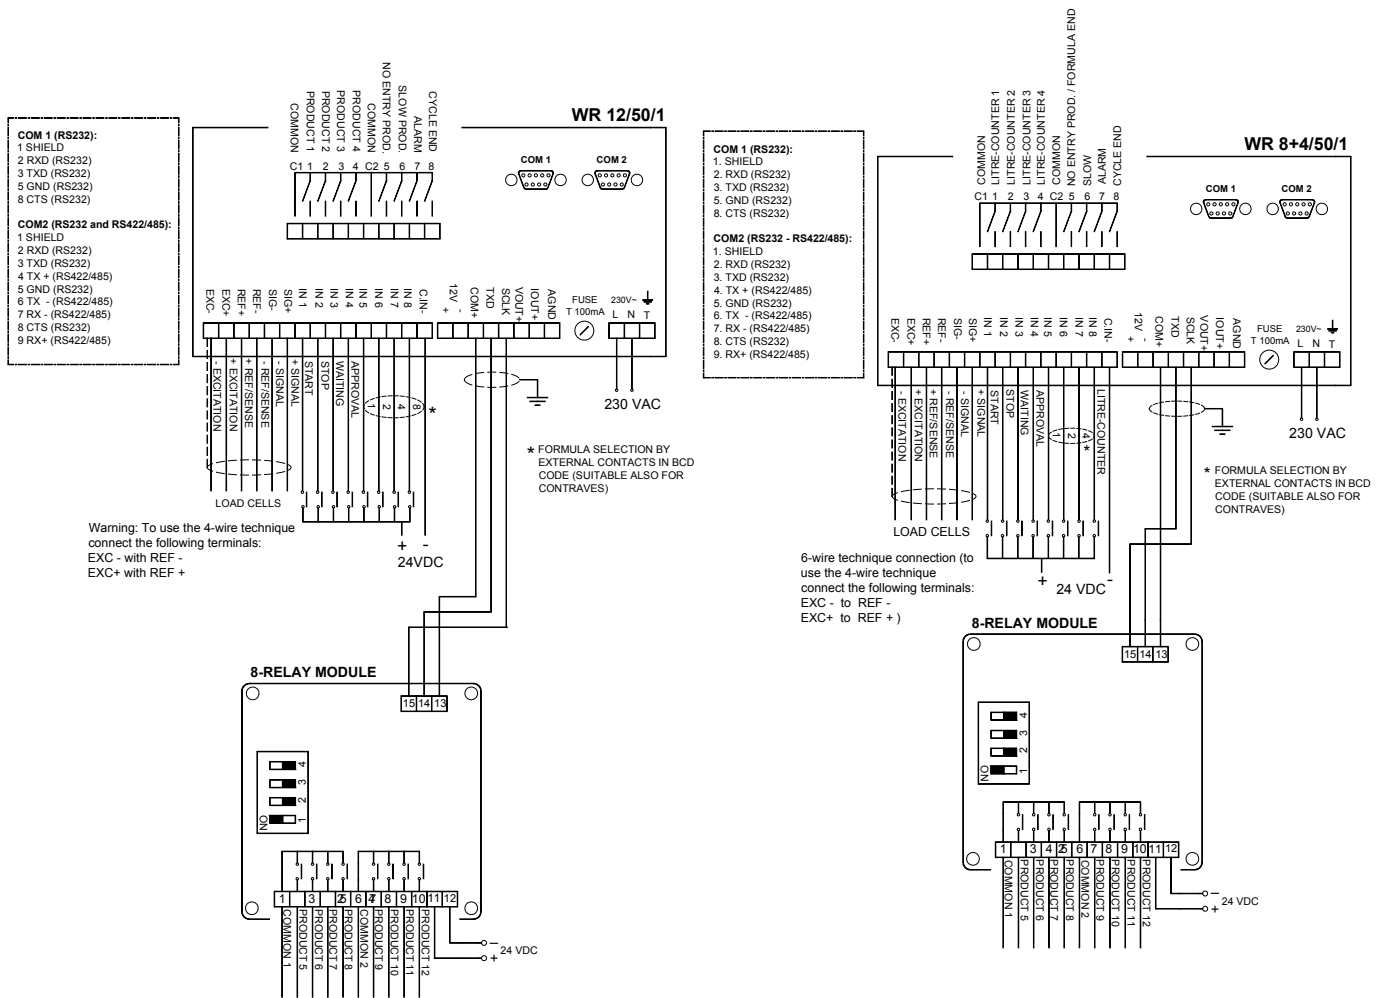 COM 1 (RS232):
1 SHIELD
2 RXD (RS232)
3 TXD (RS232)
5 GND (RS232)
8 CTS (RS232)
COM2 (RS232 and RS422/485):
1 SHIELD
2 RXD (RS232)
3 TXD (RS232)
4 TX + (RS422/485)
5 GND (RS232)
6 TX - (RS422/485)
7 RX - (RS422/485)
8 CTS (RS232)
9 RX+ (RS422/485)
WR 12/50/1
COMMON
PRODUCT 1
PRODUCT 2
PRODUCT 3
PRODUCT 4
COMMON
NO ENTRY PROD.
SLOW PROD.
ALARM
CYCLE END
C1 1 2 3 4 C2 5 6 7 8
COM 1
COM 2
EXC-
EXC+
REF+
REF-
SIG-
SIG+
IN 1
IN 2
IN 3
IN 4
IN 5
IN 6
IN 7
IN 8
C.IN-
12V
+ -
COM+
TXD
SCLK
VOUT+
IOUT+
AGND
FUSE
T 100mA
230V~
L N T
- EXCITATION
+ EXCITATION
+ REF/SENSE
- REF/SENSE
- SIGNAL
+ SIGNAL
START
STOP
WAITING
APPROVAL
1 2 4 8 *
230 VAC
* FORMULA SELECTION BY
EXTERNAL CONTACTS IN BCD
CODE (SUITABLE ALSO FOR
CONTRAVES)
LOAD CELLS
Warning: To use the 4-wire technique
connect the following terminals:
EXC - with REF -
EXC+ with REF +
+ -
24VDC
8-RELAY MODULE
15 14 13
4
3
2
1
ON
1 3 2 5 6 4 7 8 9 10 11 12
COMMON 1
PRODUCT 5
PRODUCT 6
PRODUCT 7
PRODUCT 8
COMMON 2
PRODUCT 9
PRODUCT 10
PRODUCT 11
PRODUCT 12
-
24 VDC
+
COM 1 (RS232):
1. SHIELD
2. RXD (RS232)
3. TXD (RS232)
5. GND (RS232)
8. CTS (RS232)
COM2 (RS232 - RS422/485):
1. SHIELD
2. RXD (RS232)
3. TXD (RS232)
4. TX + (RS422/485)
5. GND (RS232)
6. TX - (RS422/485)
7. RX - (RS422/485)
8. CTS (RS232)
9. RX+ (RS422/485)
WR 8+4/50/1
COMMON
LITRE-COUNTER 1
LITRE-COUNTER 2
LITRE-COUNTER 3
LITRE-COUNTER 4
COMMON
NO ENTRY PROD. / FORMULA END
SLOW
ALARM
CYCLE END
C1 1 2 3 4 C2 5 6 7 8
COM 1
COM 2
EXC-
EXC+
REF+
REF-
SIG-
SIG+
IN 1
IN 2
IN 3
IN 4
IN 5
IN 6
IN 7
IN 8
C.IN-
12V
+ -
COM+
TXD
SCLK
VOUT+
IOUT+
AGND
FUSE
T 100mA
230V~
L N T
- EXCITATION
+ EXCITATION
+ REF/SENSE
- REF/SENSE
- SIGNAL
+ SIGNAL
START
STOP
WAITING
APPROVAL
1 2 4 *
LITRE-COUNTER
230 VAC
* FORMULA SELECTION BY
EXTERNAL CONTACTS IN BCD
CODE (SUITABLE ALSO FOR
CONTRAVES)
LOAD CELLS
6-wire technique connection (to
use the 4-wire technique
connect the following terminals:
EXC - to REF -
EXC+ to REF + )
+ 24 VDC -
8-RELAY MODULE
15 14 13
4
3
2
1
ON
1 3 4 2 5 6 7 8 9 10 11 12
COMMON 1
PRODUCT 5
PRODUCT 6
PRODUCT 7
PRODUCT 8
COMMON 2
PRODUCT 9
PRODUCT 10
PRODUCT 11
PRODUCT 12
-
24 VDC
+